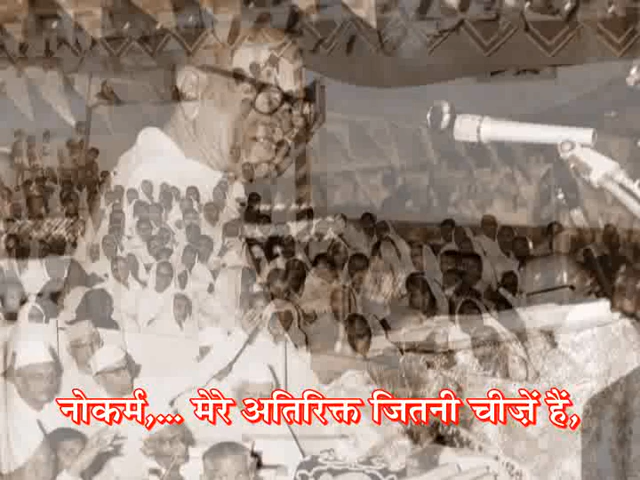 नोकर्म,... मेरे अतिरिक्त जितनी चीज़ें हैं,